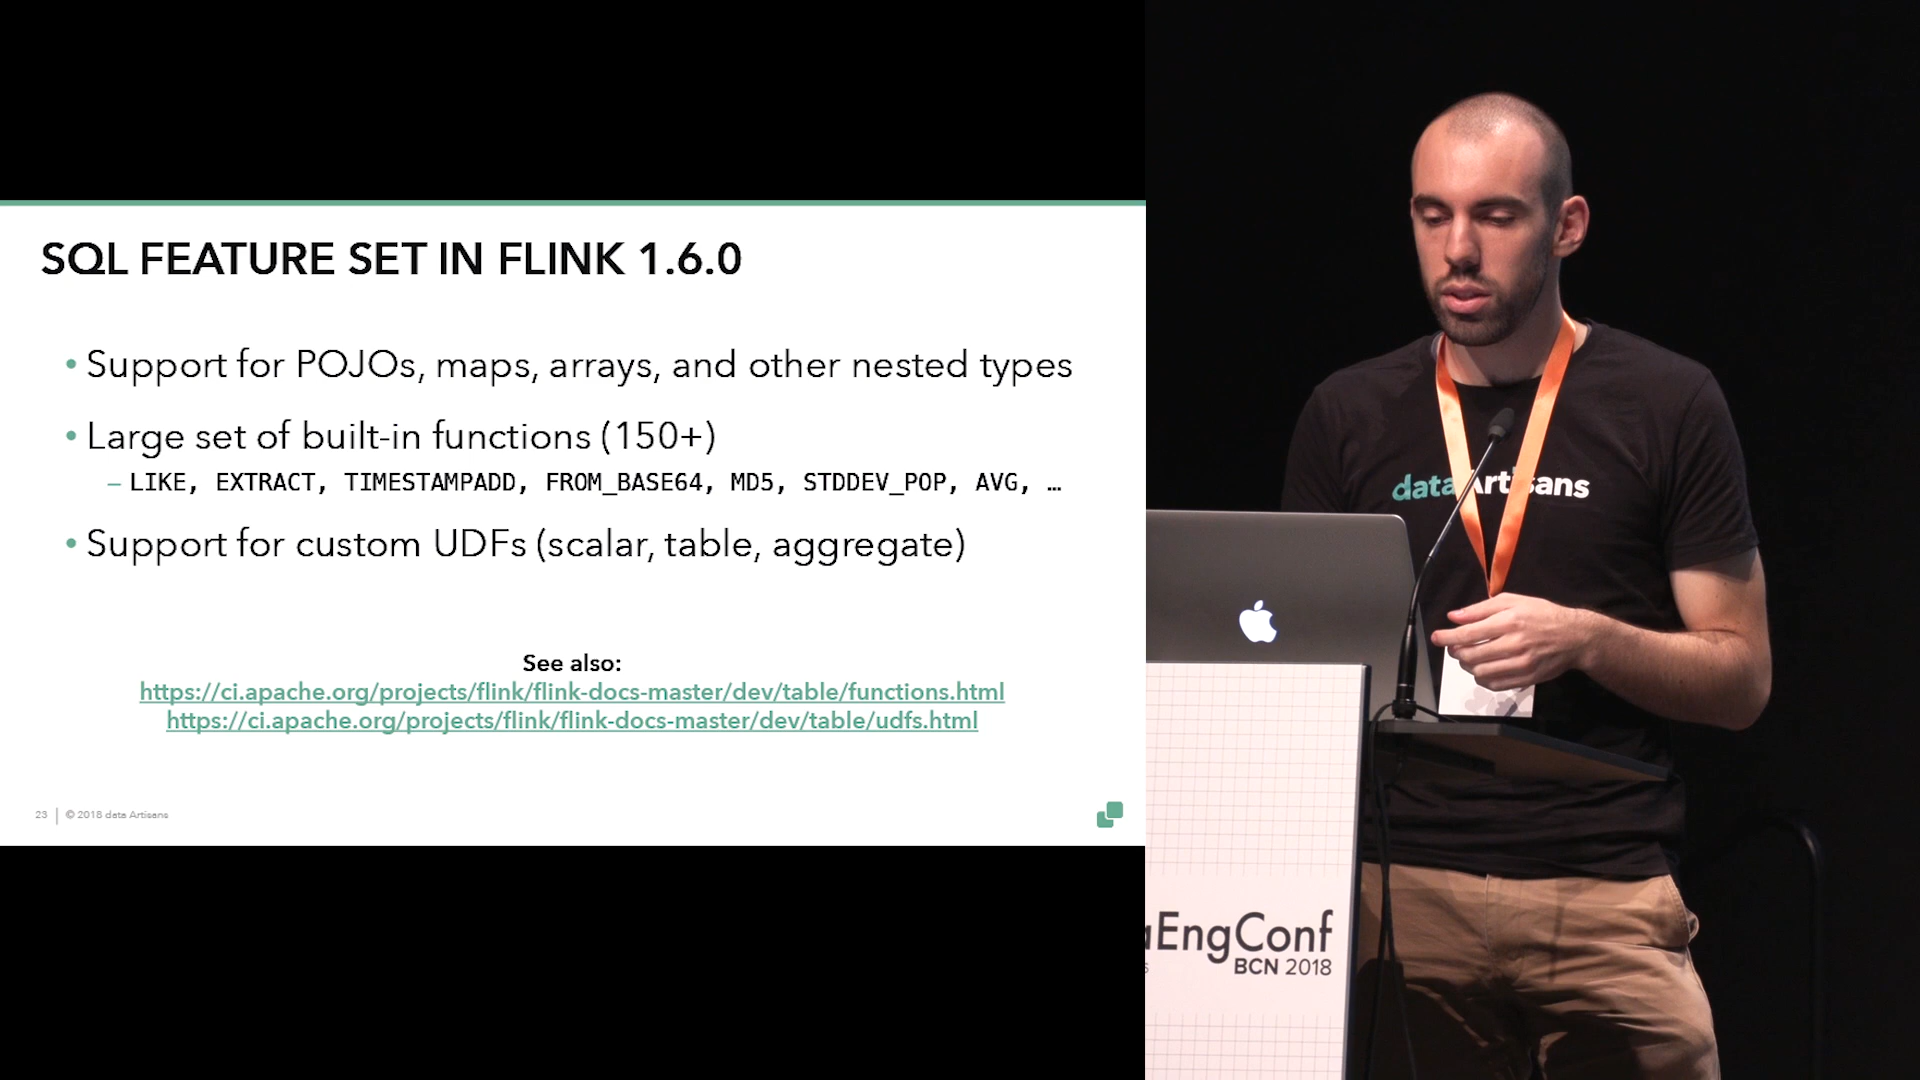 SQL FEATURE SET IN FLINK 1.6.0
• Support for POJOs, maps, arrays, and other nested types
• Large set of built-in functions (150+)
– LIKE, EXTRACT, TIMESTAMPADD, FROM_BASE64, MD5, STDDEV_POP, AVG, …
• Support for custom UDFs (scalar, table, aggregate)
See also:
https://ci.apache.org/projects/flink/flink-docs-master/dev/table/functions.html
https://ci.apache.org/projects/flink/flink-docs-master/dev/table/udfs.html
23 | © 2018 data Artisans
dataArtisans
EngConf
BCN 2018